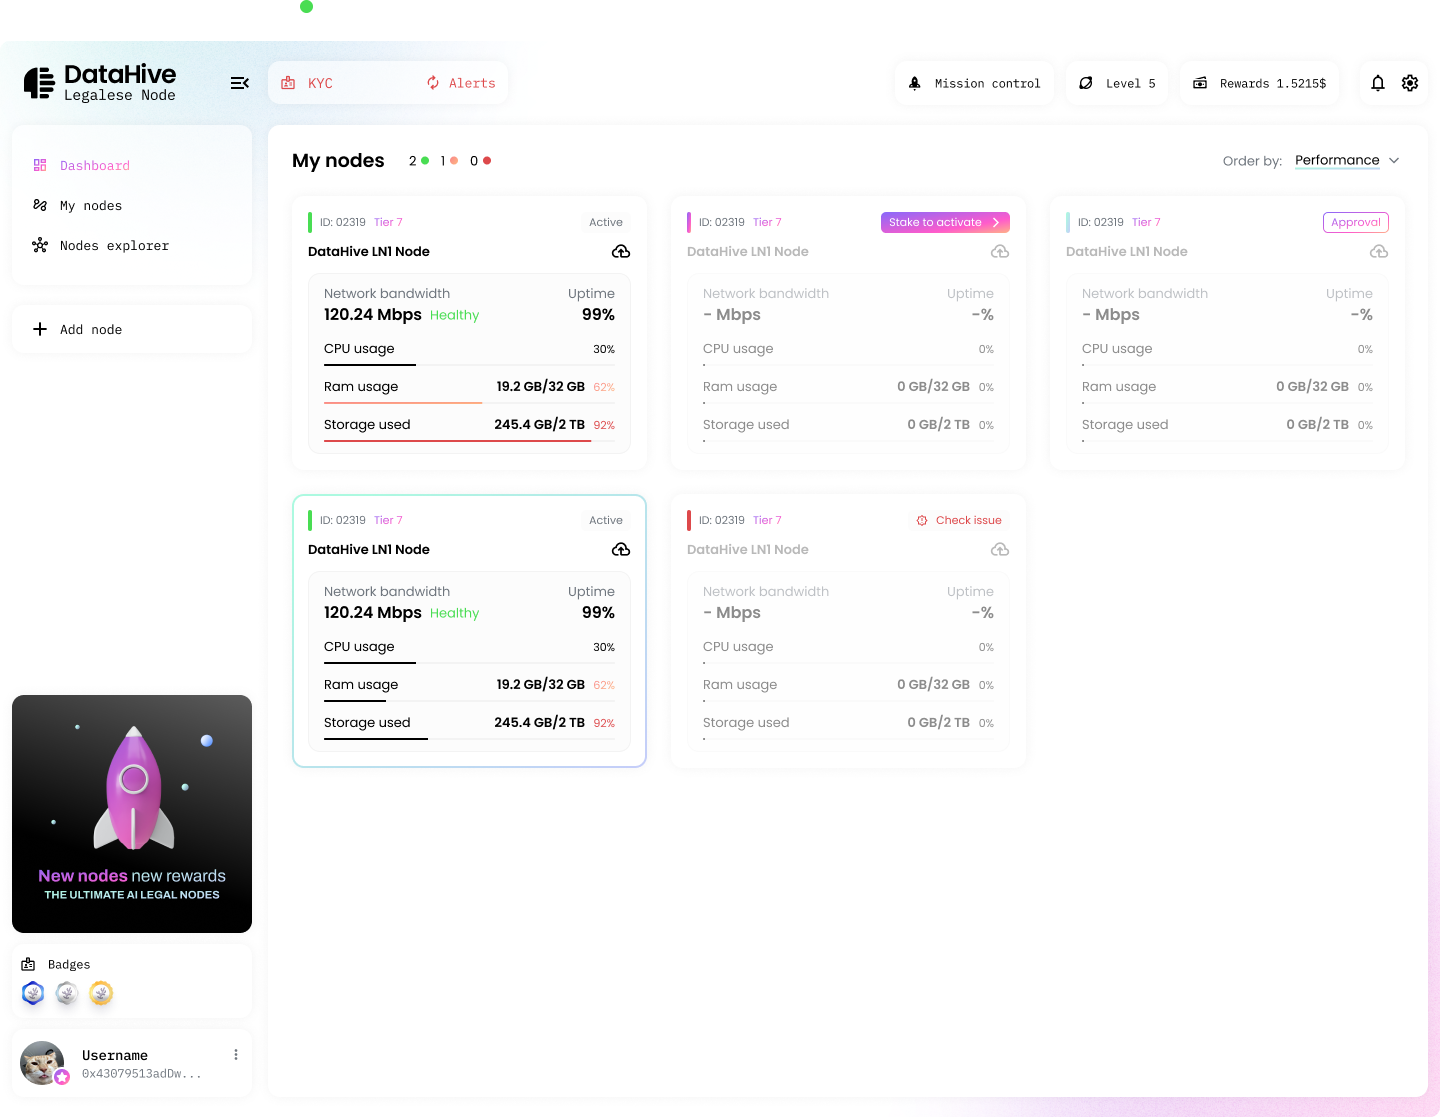 DataHive
Legalese Node
KYC
Alerts
Mission control
Level 5
Rewards 1.5215$
Dashboard
My nodes
Nodes explorer
Add node
My nodes 2 1 0
Order by: Performance
ID: 02319 Tier 7 Active
DataHive LN1 Node
Network bandwidth Uptime
120.24 Mbps Healthy 99%
CPU usage 30%
Ram usage 19.2 GB/32 GB 62%
Storage used 245.4 GB/2 TB 92%
ID: 02319 Tier 7 Stake to activate
DataHive LN1 Node
Network bandwidth Uptime
- Mbps -%
CPU usage 0%
Ram usage 0 GB/32 GB 0%
Storage used 0 GB/2 TB 0%
ID: 02319 Tier 7 Approval
DataHive LN1 Node
Network bandwidth Uptime
- Mbps -%
CPU usage 0%
Ram usage 0 GB/32 GB 0%
Storage used 0 GB/2 TB 0%
ID: 02319 Tier 7 Active
DataHive LN1 Node
Network bandwidth Uptime
120.24 Mbps Healthy 99%
CPU usage 30%
Ram usage 19.2 GB/32 GB 62%
Storage used 245.4 GB/2 TB 92%
ID: 02319 Tier 7 Check issue
DataHive LN1 Node
Network bandwidth Uptime
- Mbps -%
CPU usage 0%
Ram usage 0 GB/32 GB 0%
Storage used 0 GB/2 TB 0%
New nodes new rewards
THE ULTIMATE AI LEGAL NODES
Badges
Username
0x43079513adDw...